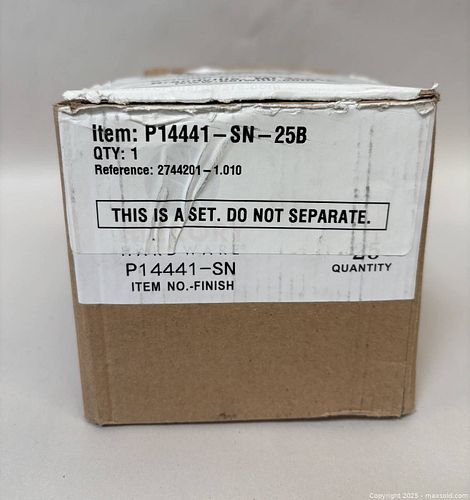 Item: P14441-SN-25B
QTY: 1
Reference: 2744201-1.010
THIS IS A SET. DO NOT SEPARATE.
HARDWARE
P14441-SN
ITEM NO.-FINISH
QUANTITY
Copyright 2025 - maxsold.com